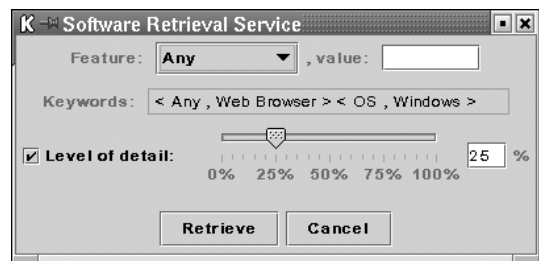 K Software Retrieval Service
Feature: Any , value:
Keywords: < Any , Web Browser > < OS , Windows >
Level of detail: 25 %
0% 25% 50% 75% 100%
Retrieve Cancel